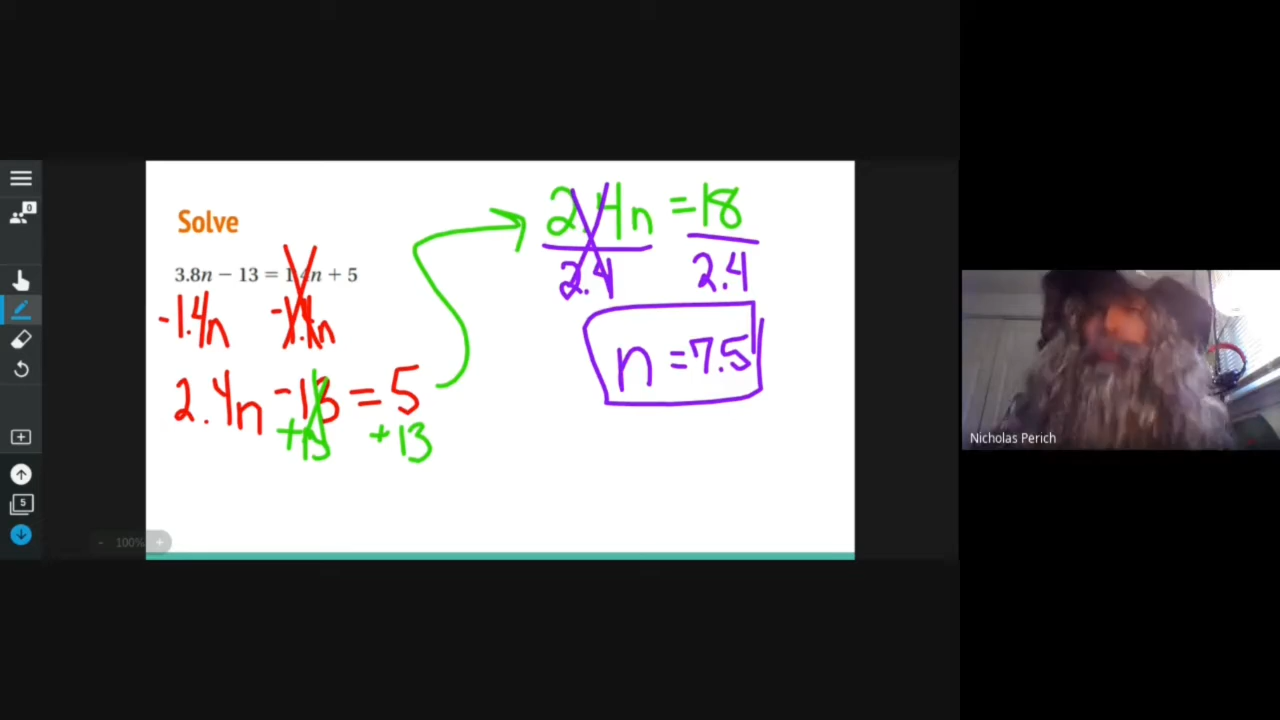 Solve
3.8n − 13 = 1.4n + 5
-1.4n -1.4n
2.4n -13 = 5
+13 +13
2.4n = 18
2.4 2.4
n = 7.5
0
5
- 100% +
Nicholas Perich